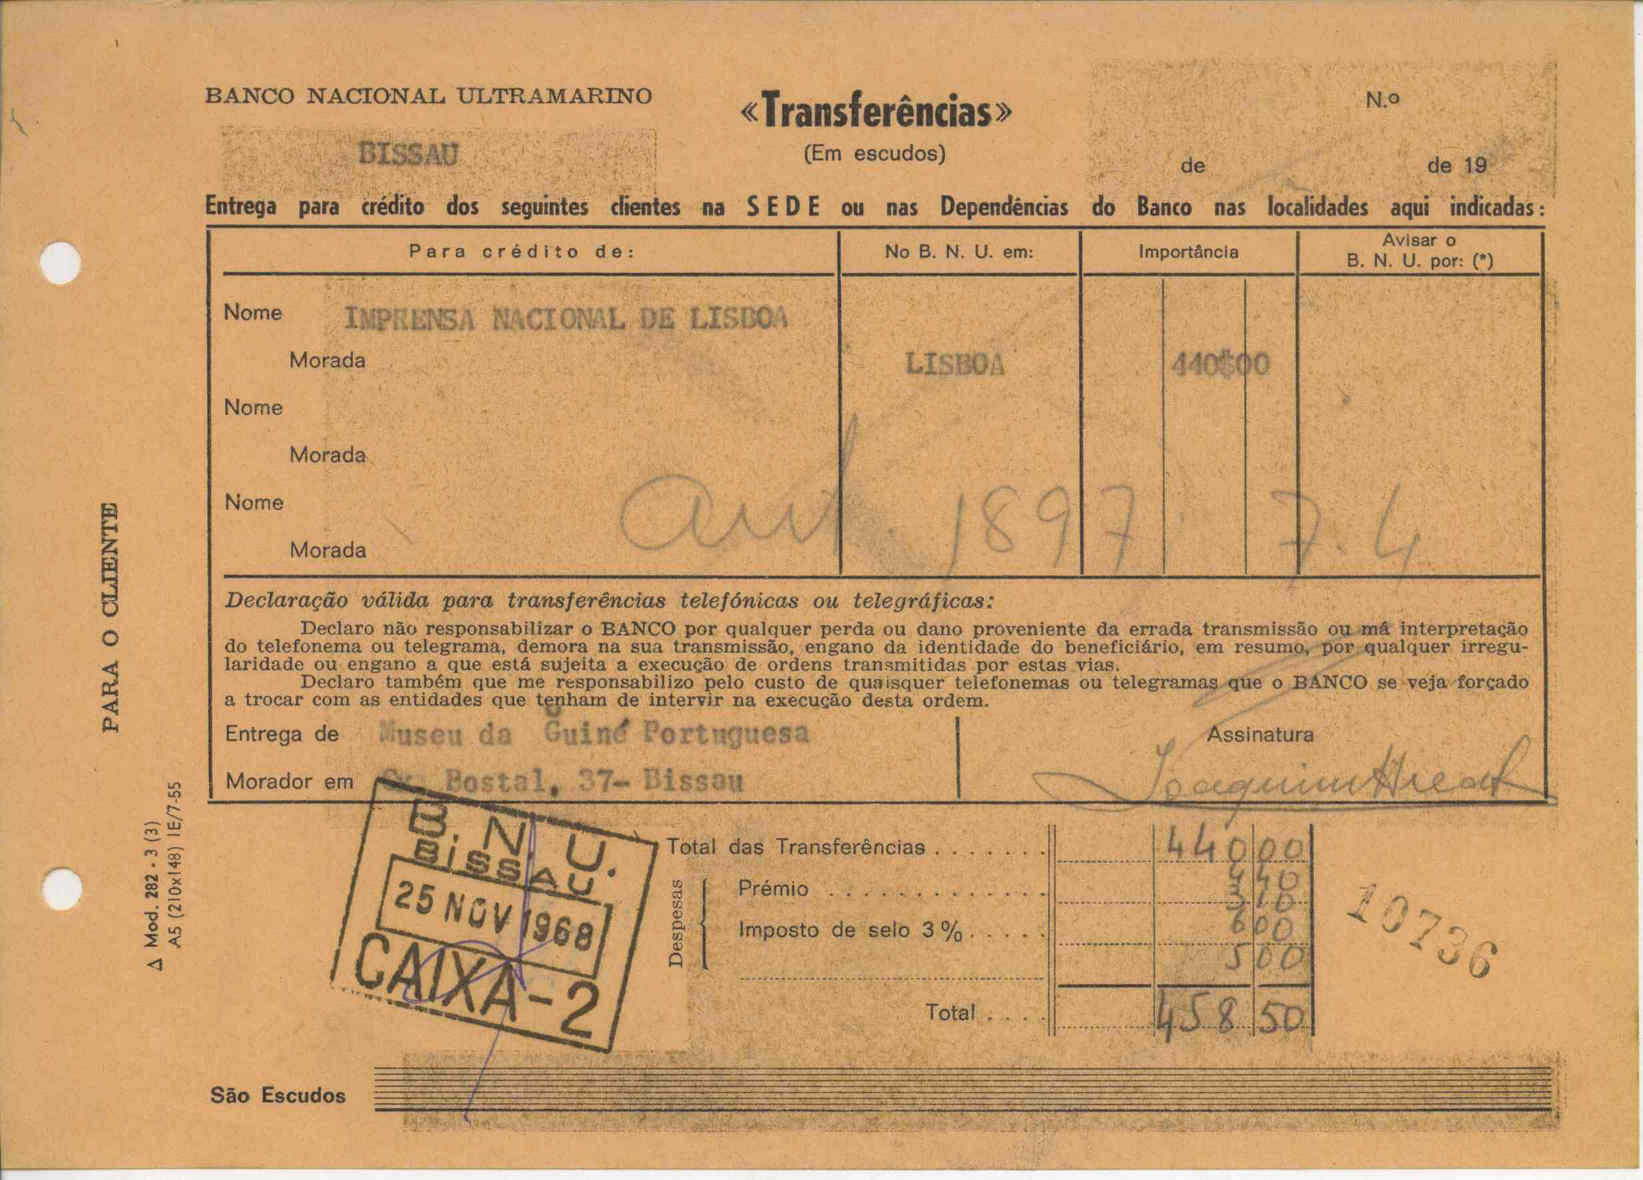 BANCO NACIONAL ULTRAMARINO
«Transferências»
N.º
BISSAU
(Em escudos)
de de 19
Entrega para crédito dos seguintes clientes na SEDE ou nas Dependências do Banco nas localidades aqui indicadas:
Para crédito de: No B. N. U. em: Importância Avisar o B. N. U. por: (*)
Nome IMPRENSA NACIONAL DE LISBOA
Morada LISBOA 440$00
Nome
Morada
Nome
aut. 1897 7.4
Morada
Declaração válida para transferências telefónicas ou telegráficas:
Declaro não responsabilizar o BANCO por qualquer perda ou dano proveniente da errada transmissão ou má interpretação
do telefonema ou telegrama, demora na sua transmissão, engano da identidade do beneficiário, em resumo, por qualquer irregu-
laridade ou engano a que está sujeita a execução de ordens transmitidas por estas vias.
Declaro também que me responsabilizo pelo custo de quaisquer telefonemas ou telegramas que o BANCO se veja forçado
a trocar com as entidades que tenham de intervir na execução desta ordem.
Entrega de Museu da Guiné Portuguesa Assinatura
Morador em Postal, 37- Bissau Joaquim
B. N. U.
BISSAU
25 NOV 1968
CAIXA-2
Total das Transferências 440 00
Despesas
Prémio
Imposto de selo 3% 6 00
5 00
Total 458 50
10736
São Escudos
PARA O CLIENTE
Δ Mod. 282 - 3 (3)
A5 (210x148) IE/7-55